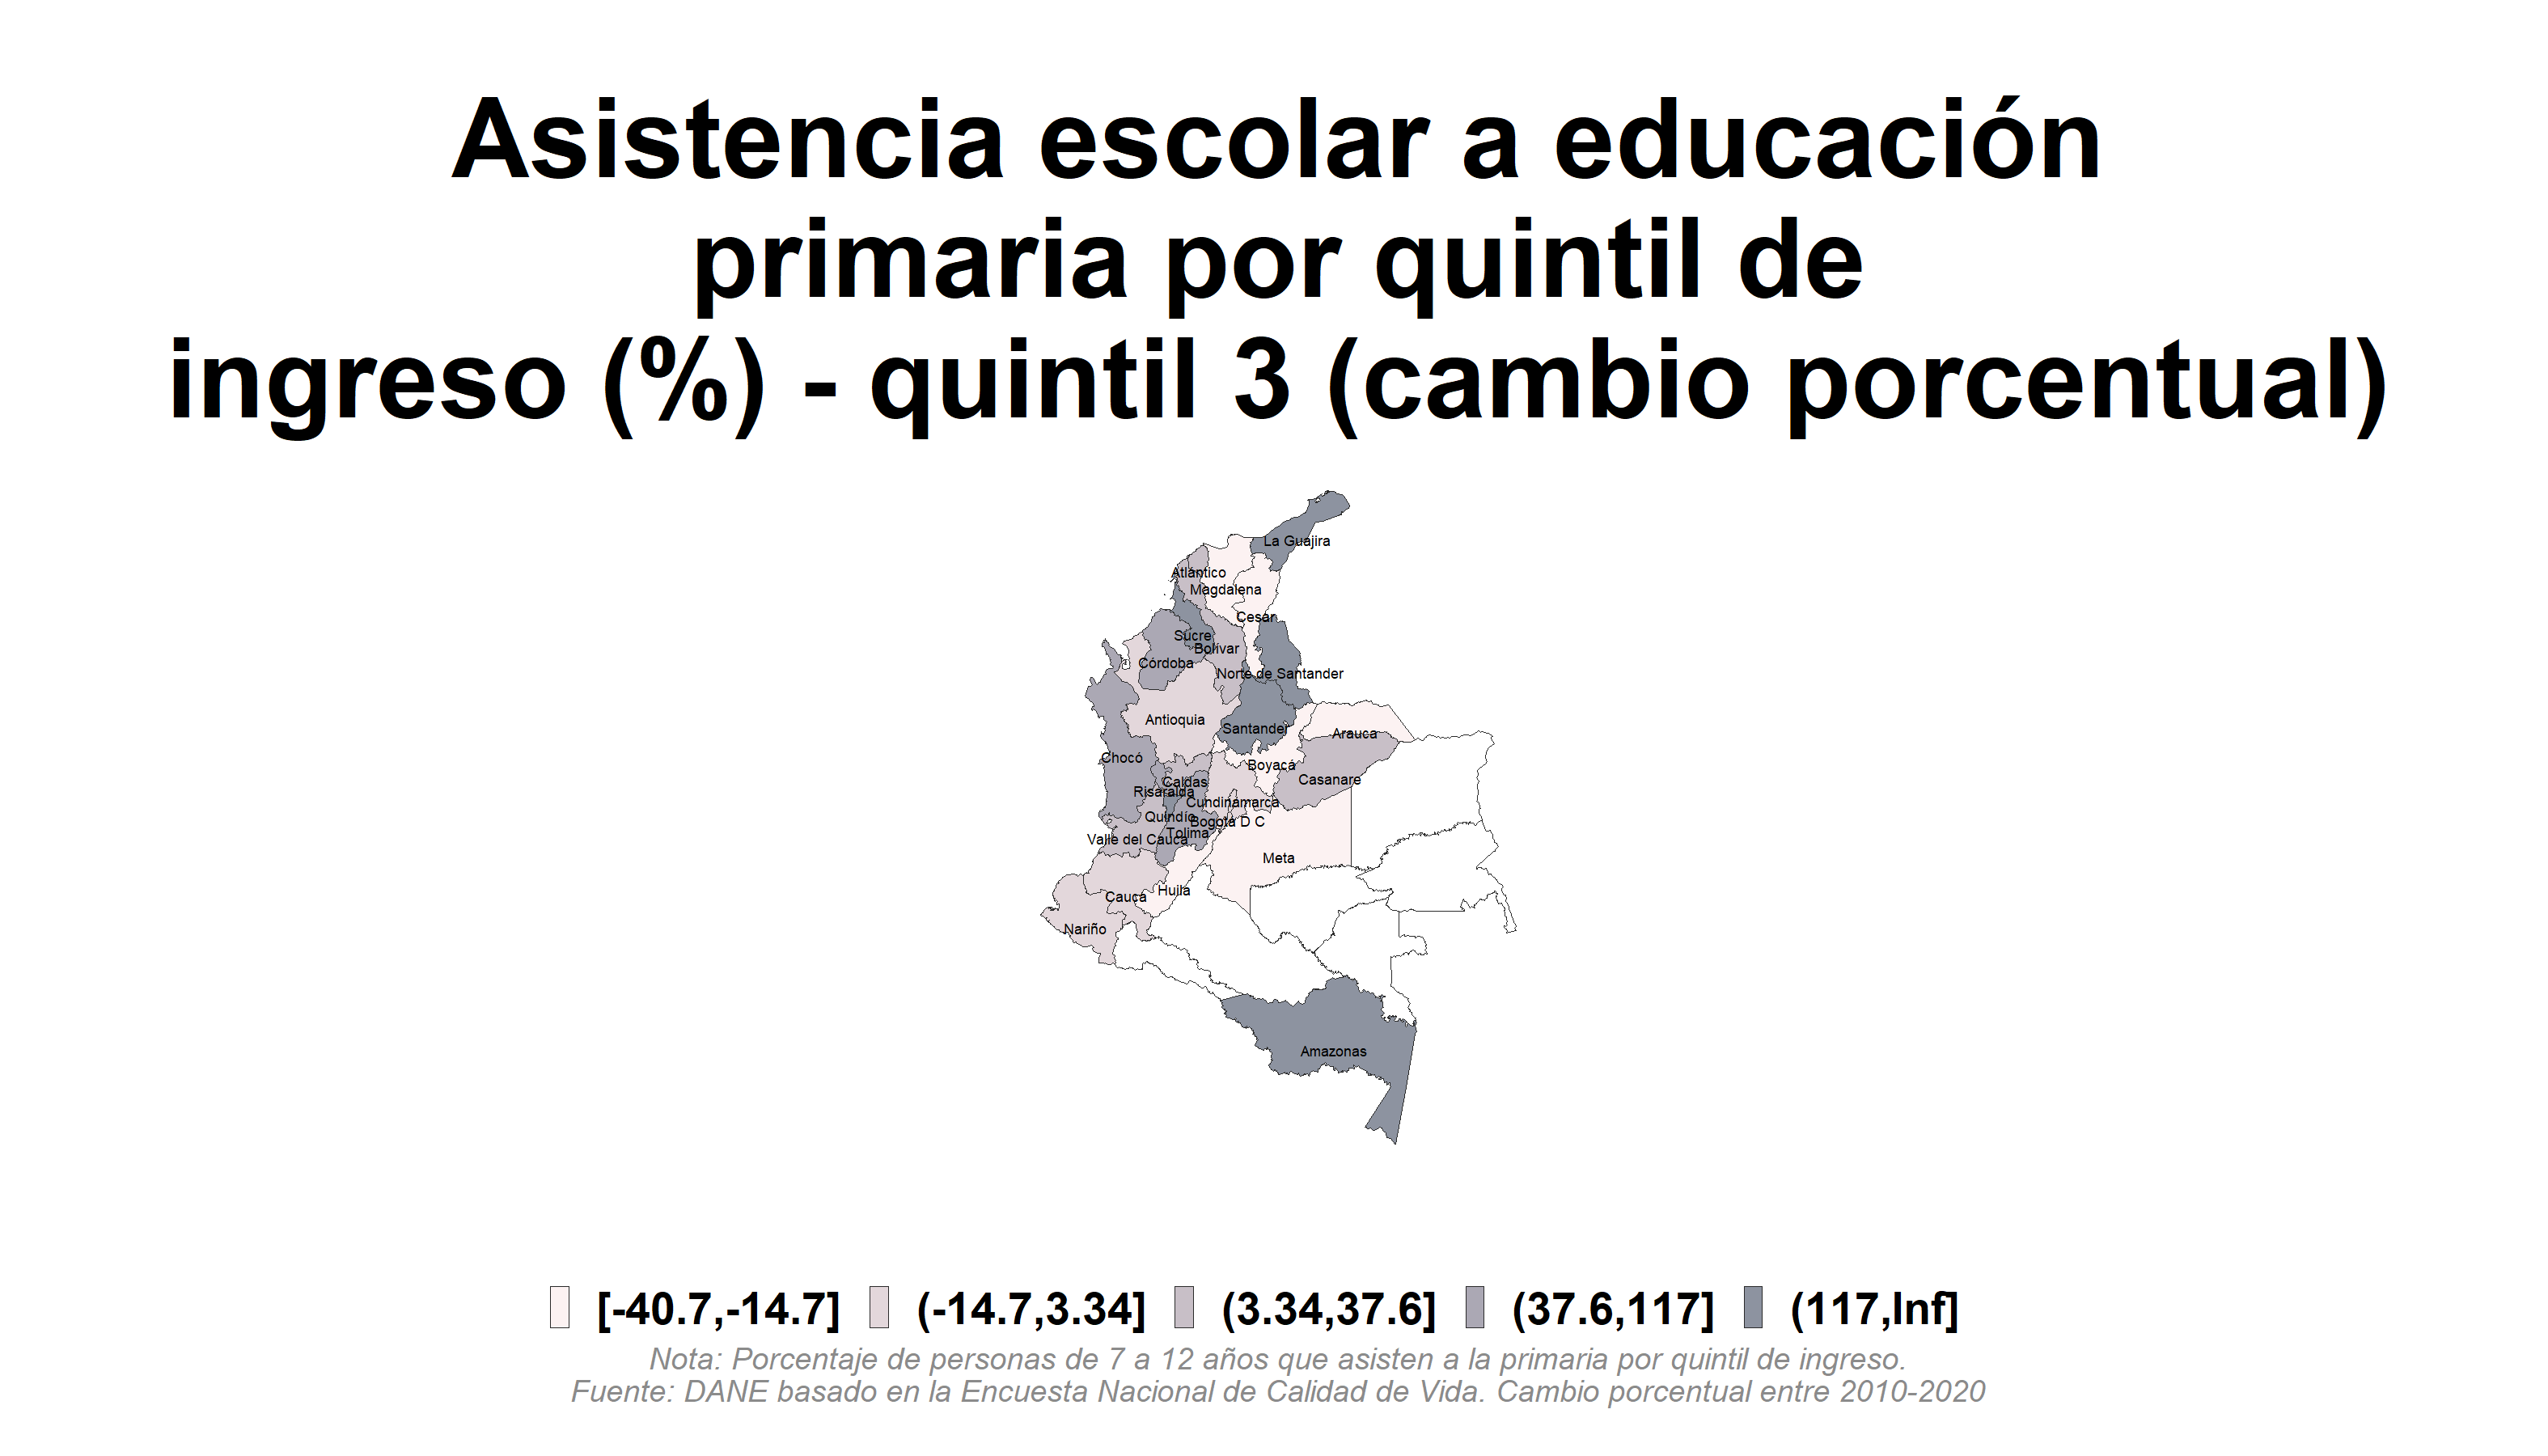 Asistencia escolar a educación
primaria por quintil de
ingreso (%) - quintil 3 (cambio porcentual)
La Guajira
Atlántico
Magdalena
Cesar
Sucre
Bolívar
Córdoba
Norte de Santander
Antioquia
Santander
Arauca
Chocó
Boyacá
Casanare
Caldas
Risaralda
Cundinamarca
Quindío
Bogotá D C
Tolima
Valle del Cauca
Meta
Huila
Cauca
Nariño
Amazonas
[-40.7,-14.7] (-14.7,3.34] (3.34,37.6] (37.6,117] (117,Inf]
Nota: Porcentaje de personas de 7 a 12 años que asisten a la primaria por quintil de ingreso.
Fuente: DANE basado en la Encuesta Nacional de Calidad de Vida. Cambio porcentual entre 2010-2020